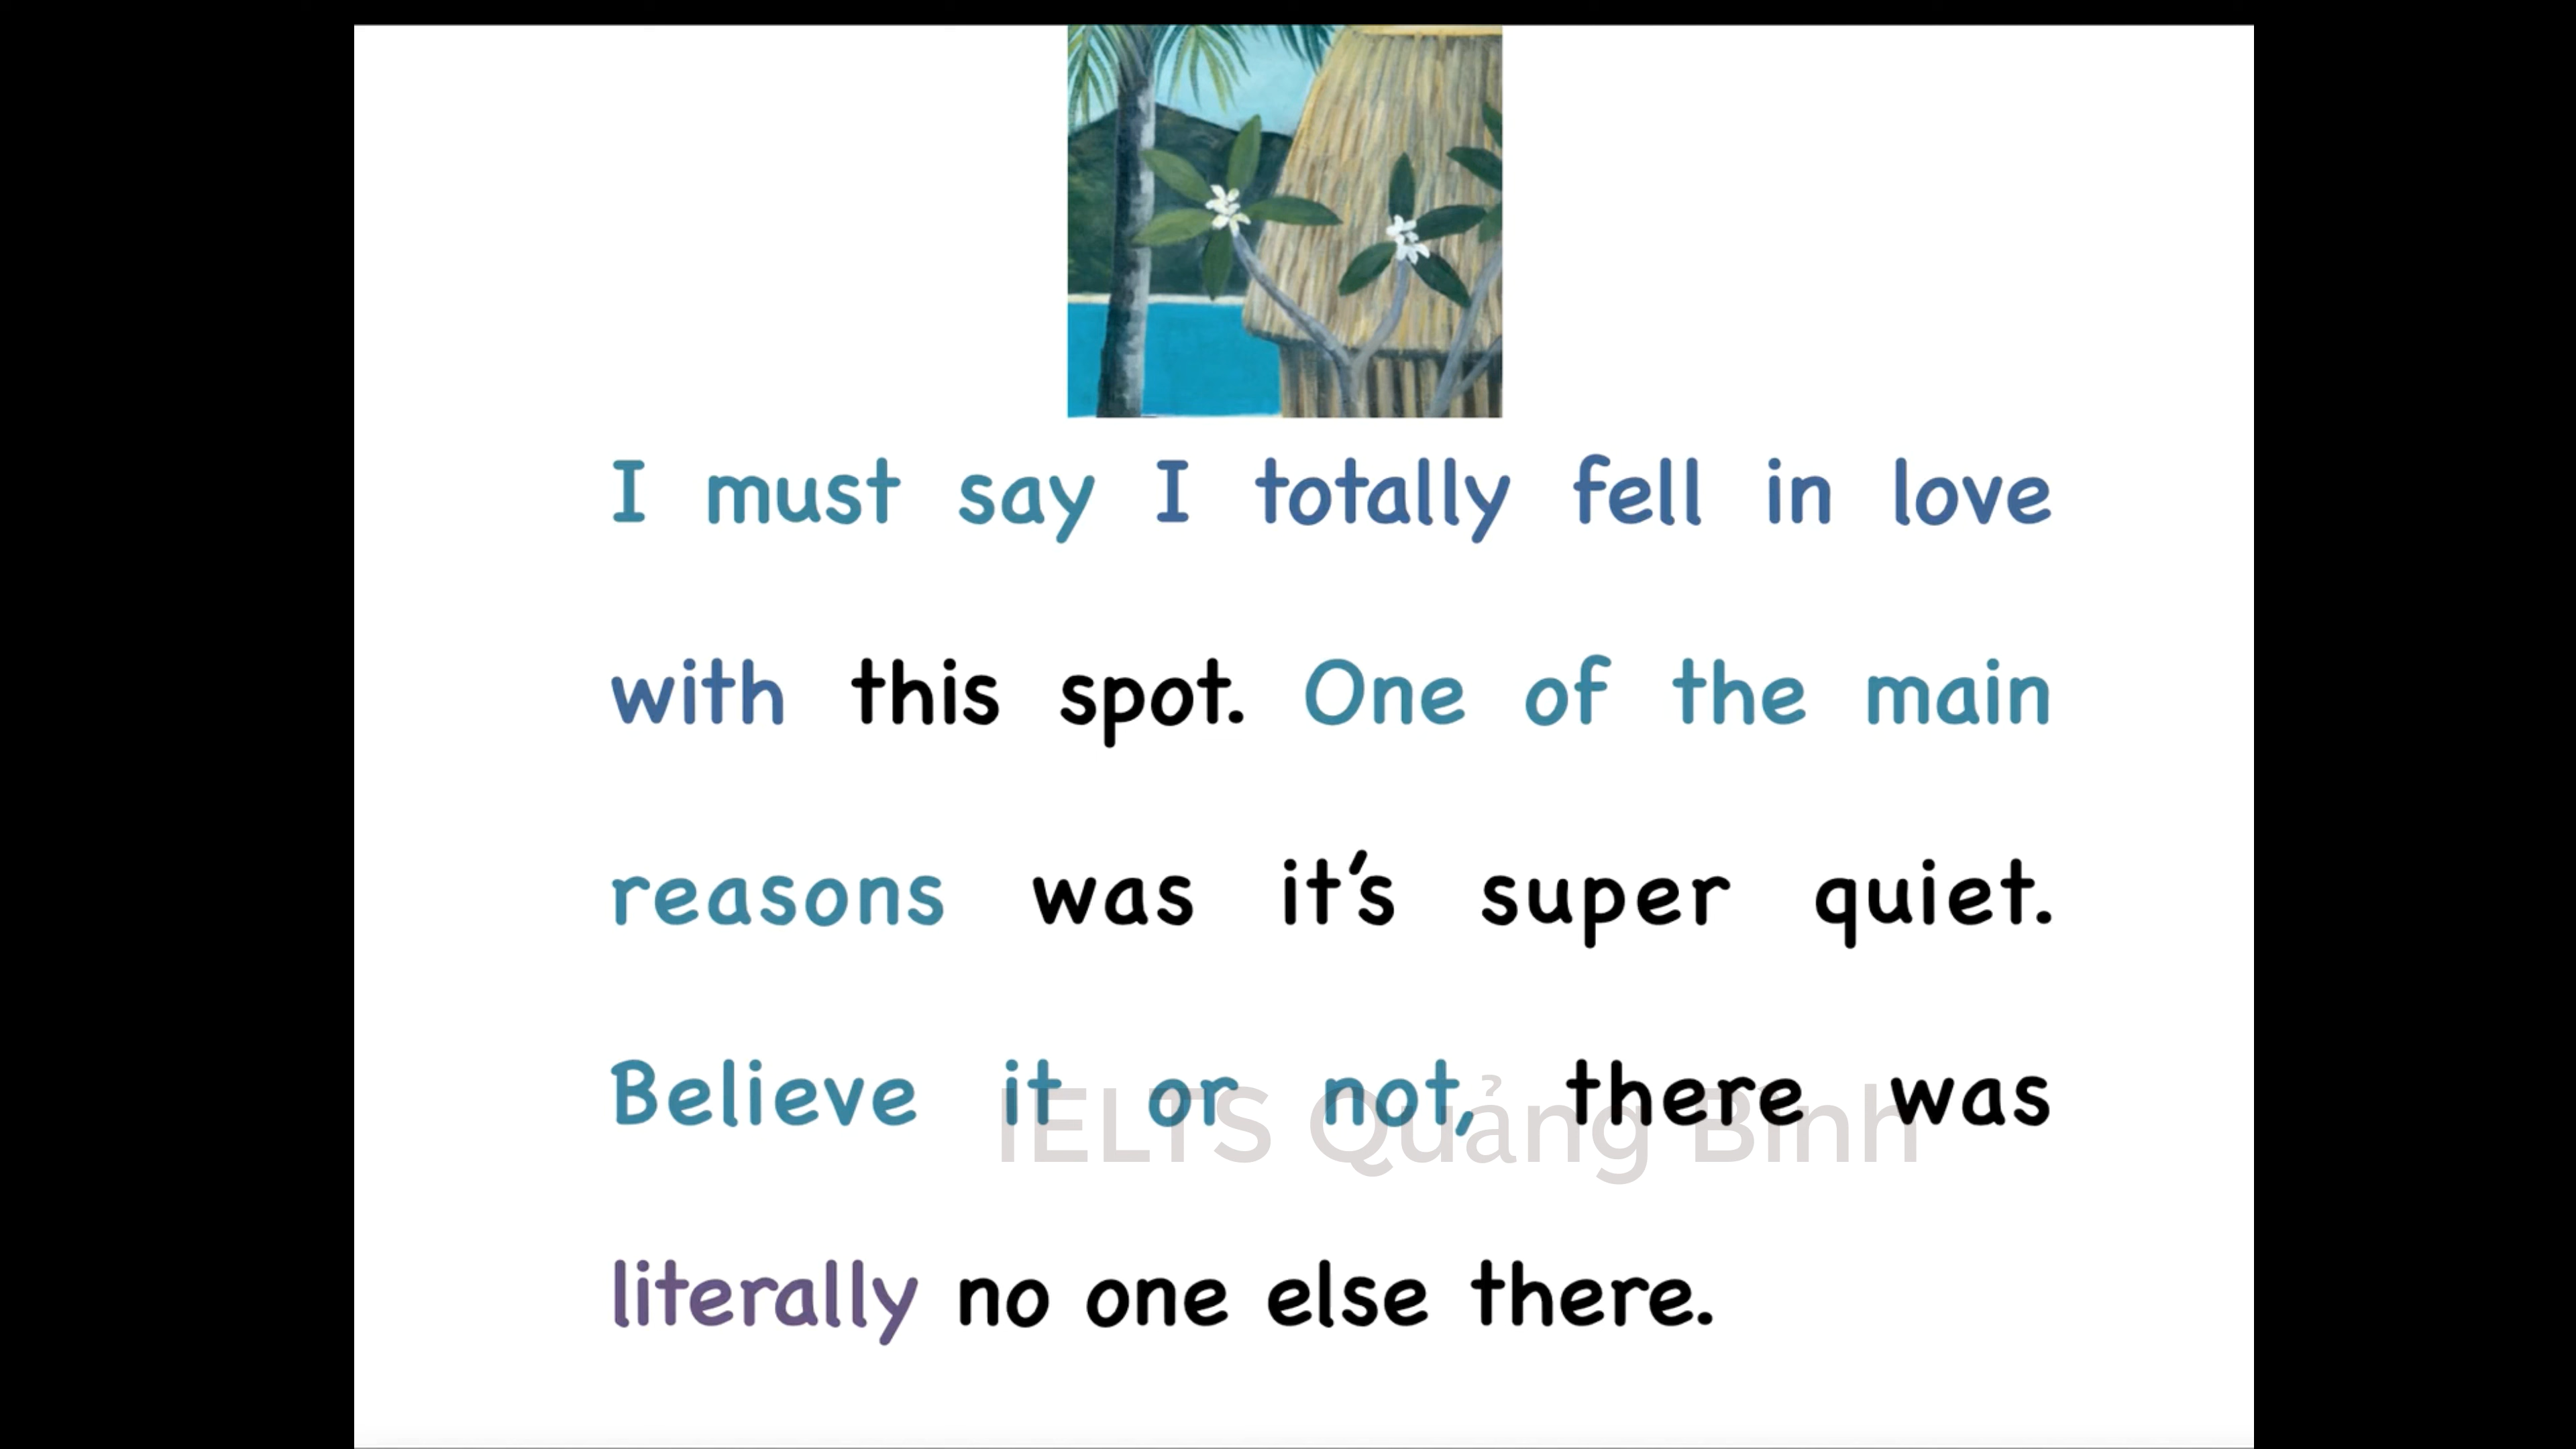 I must say I totally fell in love
with this spot. One of the main
reasons was it's super quiet.
Believe it or not, there was
IELTS Quảng Bình
literally no one else there.